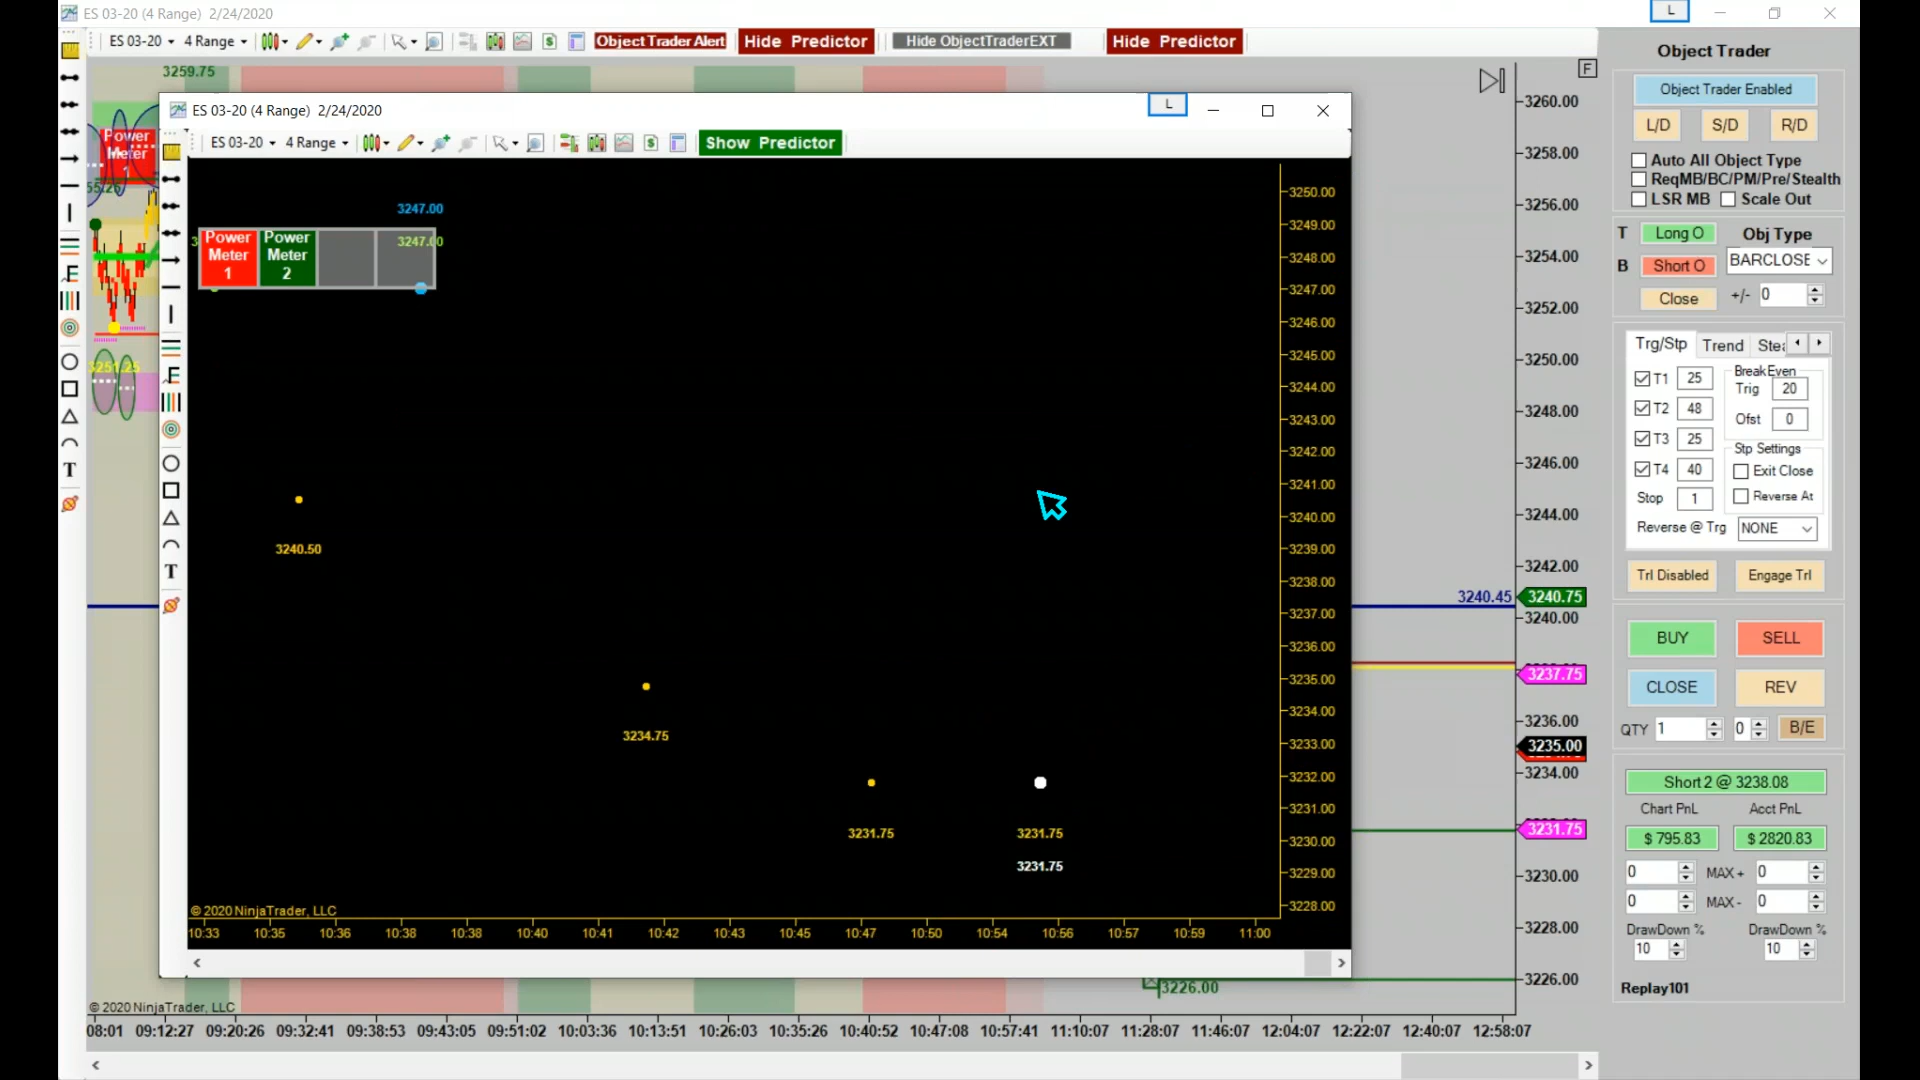 ES 03-20 (4 Range) 2/24/2020
L
ES 03-20 4 Range
Object Trader Alert
Hide Predictor
Hide ObjectTraderEXT
Hide Predictor
3259.75
F
Power
Meter
1
3251.25
F
T
ES 03-20 (4 Range) 2/24/2020
L
ES 03-20 4 Range
Show Predictor
3247.00
3247.00
Power
Meter
1
Power
Meter
2
3240.50
3234.75
3231.75
3231.75
3231.75
F
T
3250.00
3249.00
3248.00
3247.00
3246.00
3245.00
3244.00
3243.00
3242.00
3241.00
3240.00
3239.00
3238.00
3237.00
3236.00
3235.00
3234.00
3233.00
3232.00
3231.00
3230.00
3229.00
3228.00
© 2020 NinjaTrader, LLC
10:33 10:35 10:36 10:38 10:38 10:40 10:41 10:42 10:43 10:45 10:47 10:50 10:54 10:56 10:57 10:59 11:00
3260.00
3258.00
3256.00
3254.00
3252.00
3250.00
3248.00
3246.00
3244.00
3242.00
3240.45
3240.75
3240.00
3237.75
3236.00
3235.00
3234.00
3231.75
3230.00
3228.00
3226.00
3226.00
© 2020 NinjaTrader, LLC
08:01 09:12:27 09:20:26 09:32:41 09:38:53 09:43:05 09:51:02 10:03:36 10:13:51 10:26:03 10:35:26 10:40:52 10:47:08 10:57:41 11:10:07 11:28:07 11:46:07 12:04:07 12:22:07 12:40:07 12:58:07
Object Trader
Object Trader Enabled
L/D S/D R/D
Auto All Object Type
ReqMB/BC/PM/Pre/Stealth
LSR MB Scale Out
T Long O Obj Type
B Short O BARCLOSE
Close +/- 0
Trg/Stp Trend Stea
T1 25
T2 48
T3 25
T4 40
Stop 1
BreakEven
Trig 20
Ofst 0
Stp Settings
Exit Close
Reverse At
Reverse @ Trg NONE
Trl Disabled Engage Trl
BUY SELL
CLOSE REV
QTY 1 0 B/E
Short 2 @ 3238.08
Chart PnL Acct PnL
$ 795.83 $ 2820.83
0 MAX + 0
0 MAX - 0
DrawDown % DrawDown %
10 10
Replay101